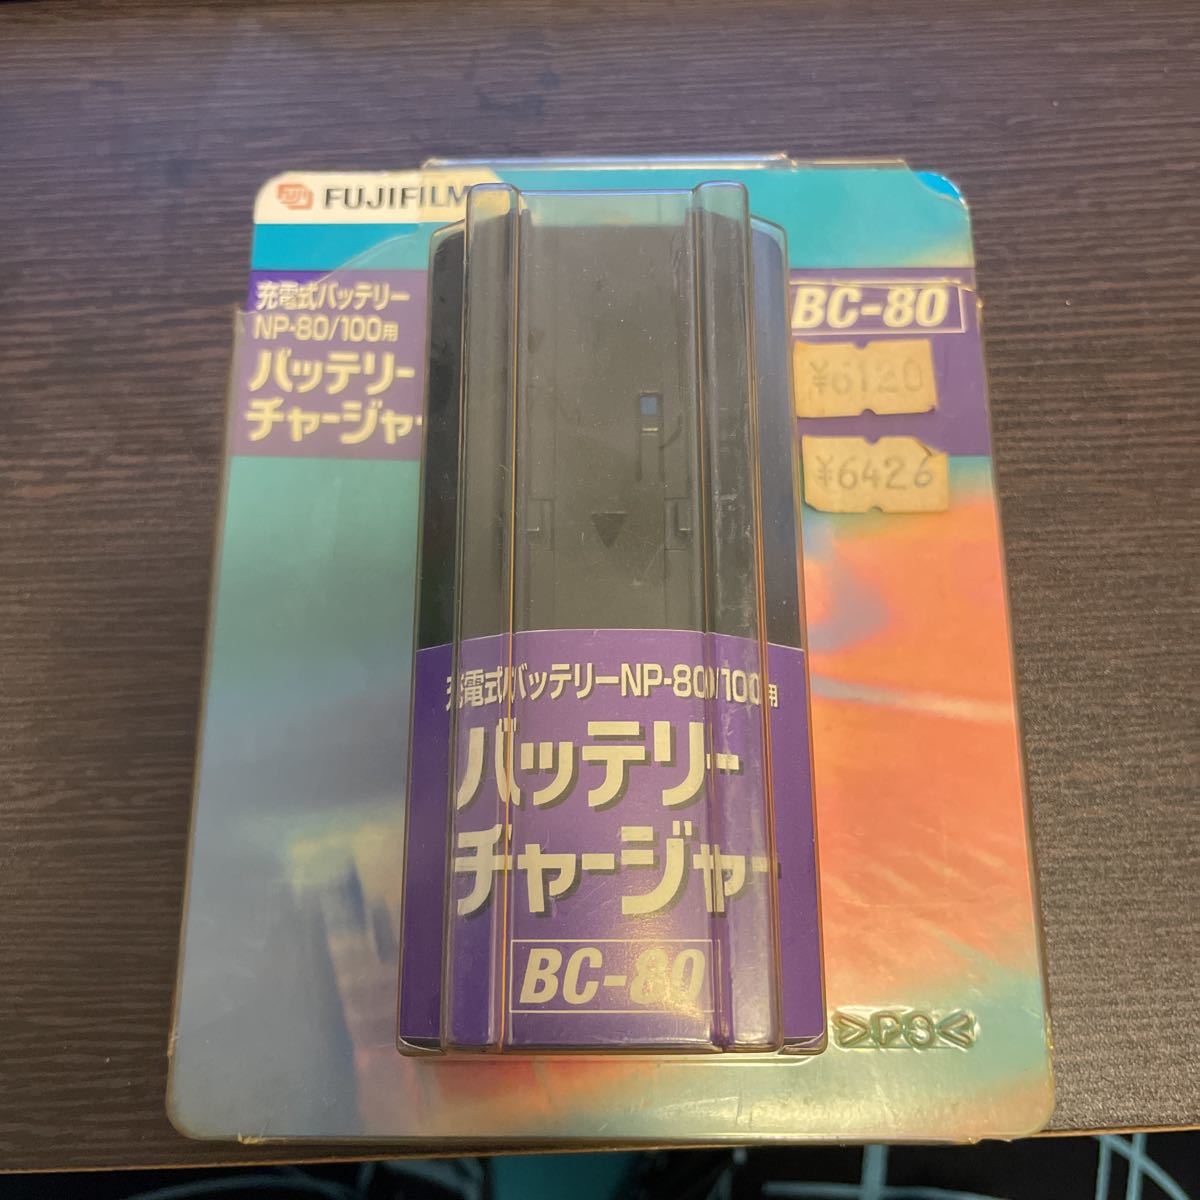 FUJIFILM
充電式バッテリー
NP-80/100用
バッテリー
チャージャー
BC-80
¥6120
¥6426
充電式バッテリーNP-80/100用
バッテリー
チャージャー
BC-80
>PS<